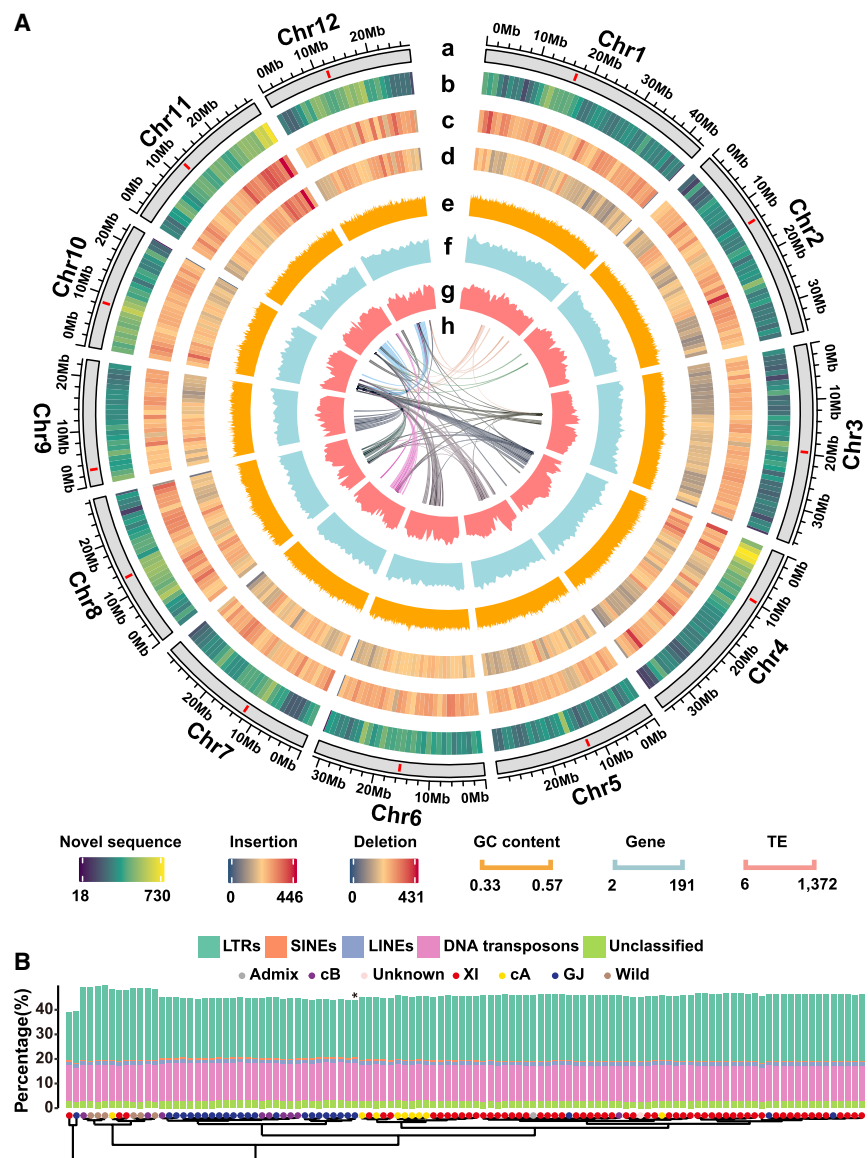 A
a
b
c
d
e
f
g
h
Chr1
0Mb 10Mb 20Mb 30Mb 40Mb
Chr2
0Mb 10Mb 20Mb 30Mb
Chr3
0Mb 10Mb 20Mb 30Mb
Chr4
0Mb 10Mb 20Mb 30Mb
Chr5
0Mb 10Mb 20Mb
Chr6
0Mb 10Mb 20Mb 30Mb
Chr7
0Mb 10Mb 20Mb
Chr8
0Mb 10Mb 20Mb
Chr9
0Mb 10Mb 20Mb
Chr10
0Mb 10Mb 20Mb
Chr11
0Mb 10Mb 20Mb
Chr12
0Mb 10Mb 20Mb
Novel sequence Insertion Deletion GC content Gene TE
18 730 0 446 0 431 0.33 0.57 2 191 6 1,372
B
LTRs SINEs LINEs DNA transposons Unclassified
Admix cB Unknown XI cA GJ Wild
Percentage(%)
40
30
20
10
0
*